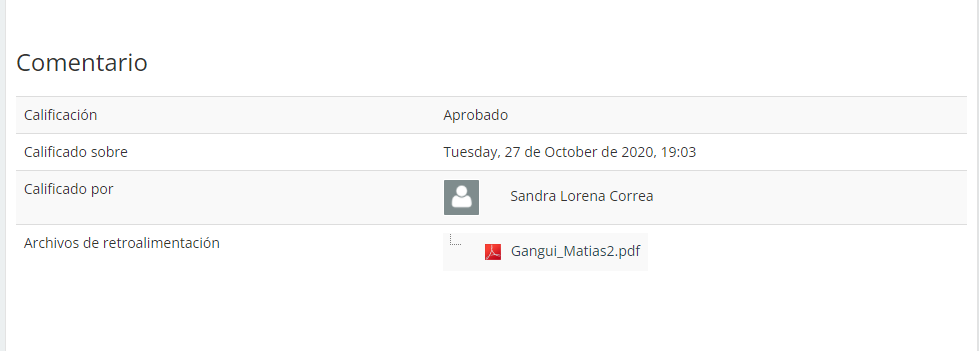 Comentario
Calificación Aprobado
Calificado sobre Tuesday, 27 de October de 2020, 19:03
Calificado por Sandra Lorena Correa
Archivos de retroalimentación Gangui_Matias2.pdf